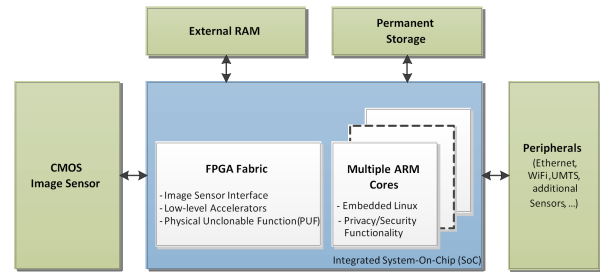 External RAM
Permanent
Storage
CMOS
Image Sensor
FPGA Fabric
- Image Sensor Interface
- Low-level Accelerators
- Physical Unclonable Function(PUF)
Multiple ARM
Cores
- Embedded Linux
- Privacy/Security
Functionality
Integrated System-On-Chip (SoC)
Peripherals
(Ethernet,
WiFi,UMTS,
additional
Sensors, ...)